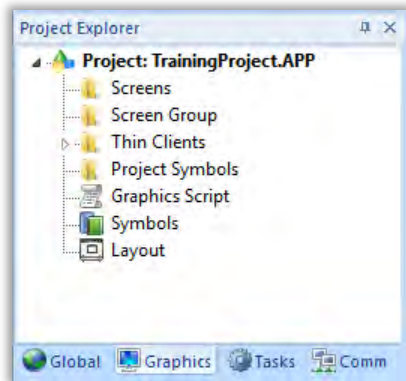 Project Explorer
Project: TrainingProject.APP
Screens
Screen Group
Thin Clients
Project Symbols
Graphics Script
Symbols
Layout
Global Graphics Tasks Comm